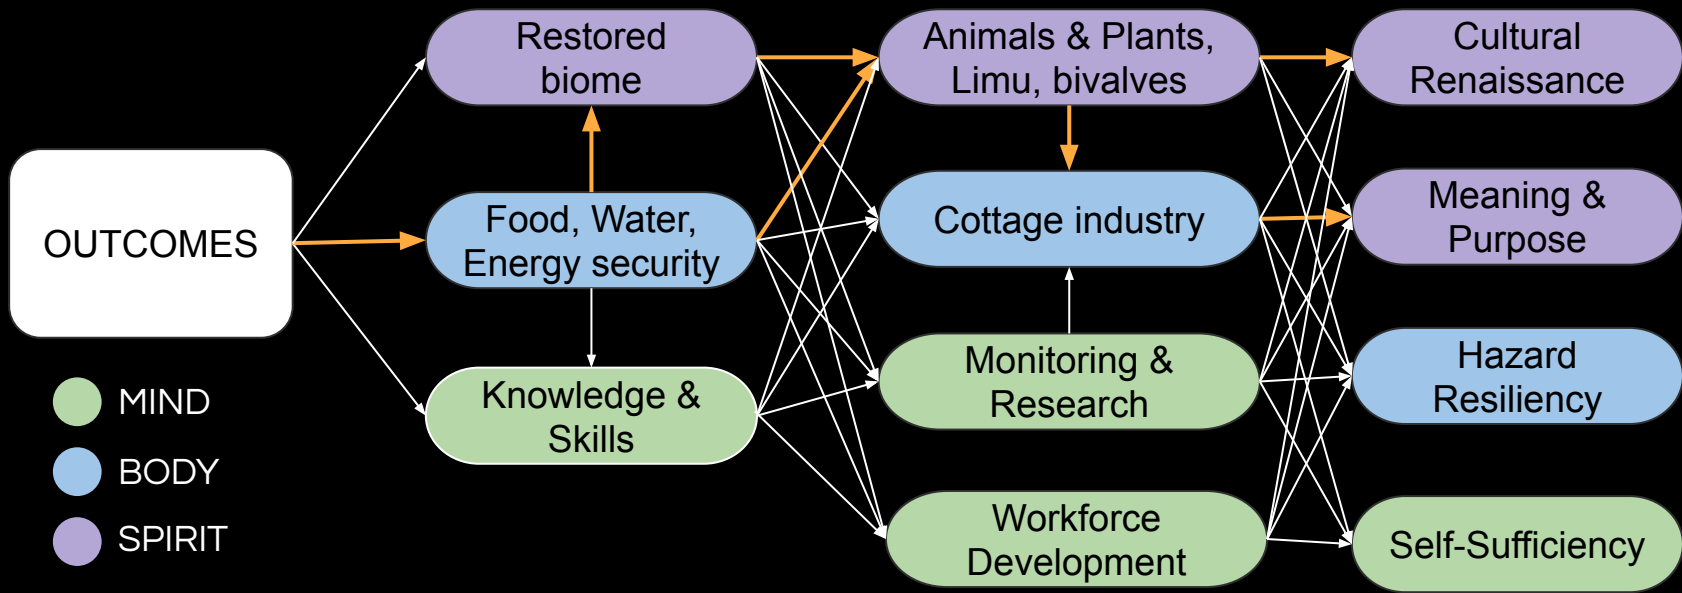 OUTCOMES
MIND
BODY
SPIRIT
Restored
biome
Food, Water,
Energy security
Knowledge &
Skills
Animals & Plants,
Limu, bivalves
Cottage industry
Monitoring &
Research
Workforce
Development
Cultural
Renaissance
Meaning &
Purpose
Hazard
Resiliency
Self-Sufficiency